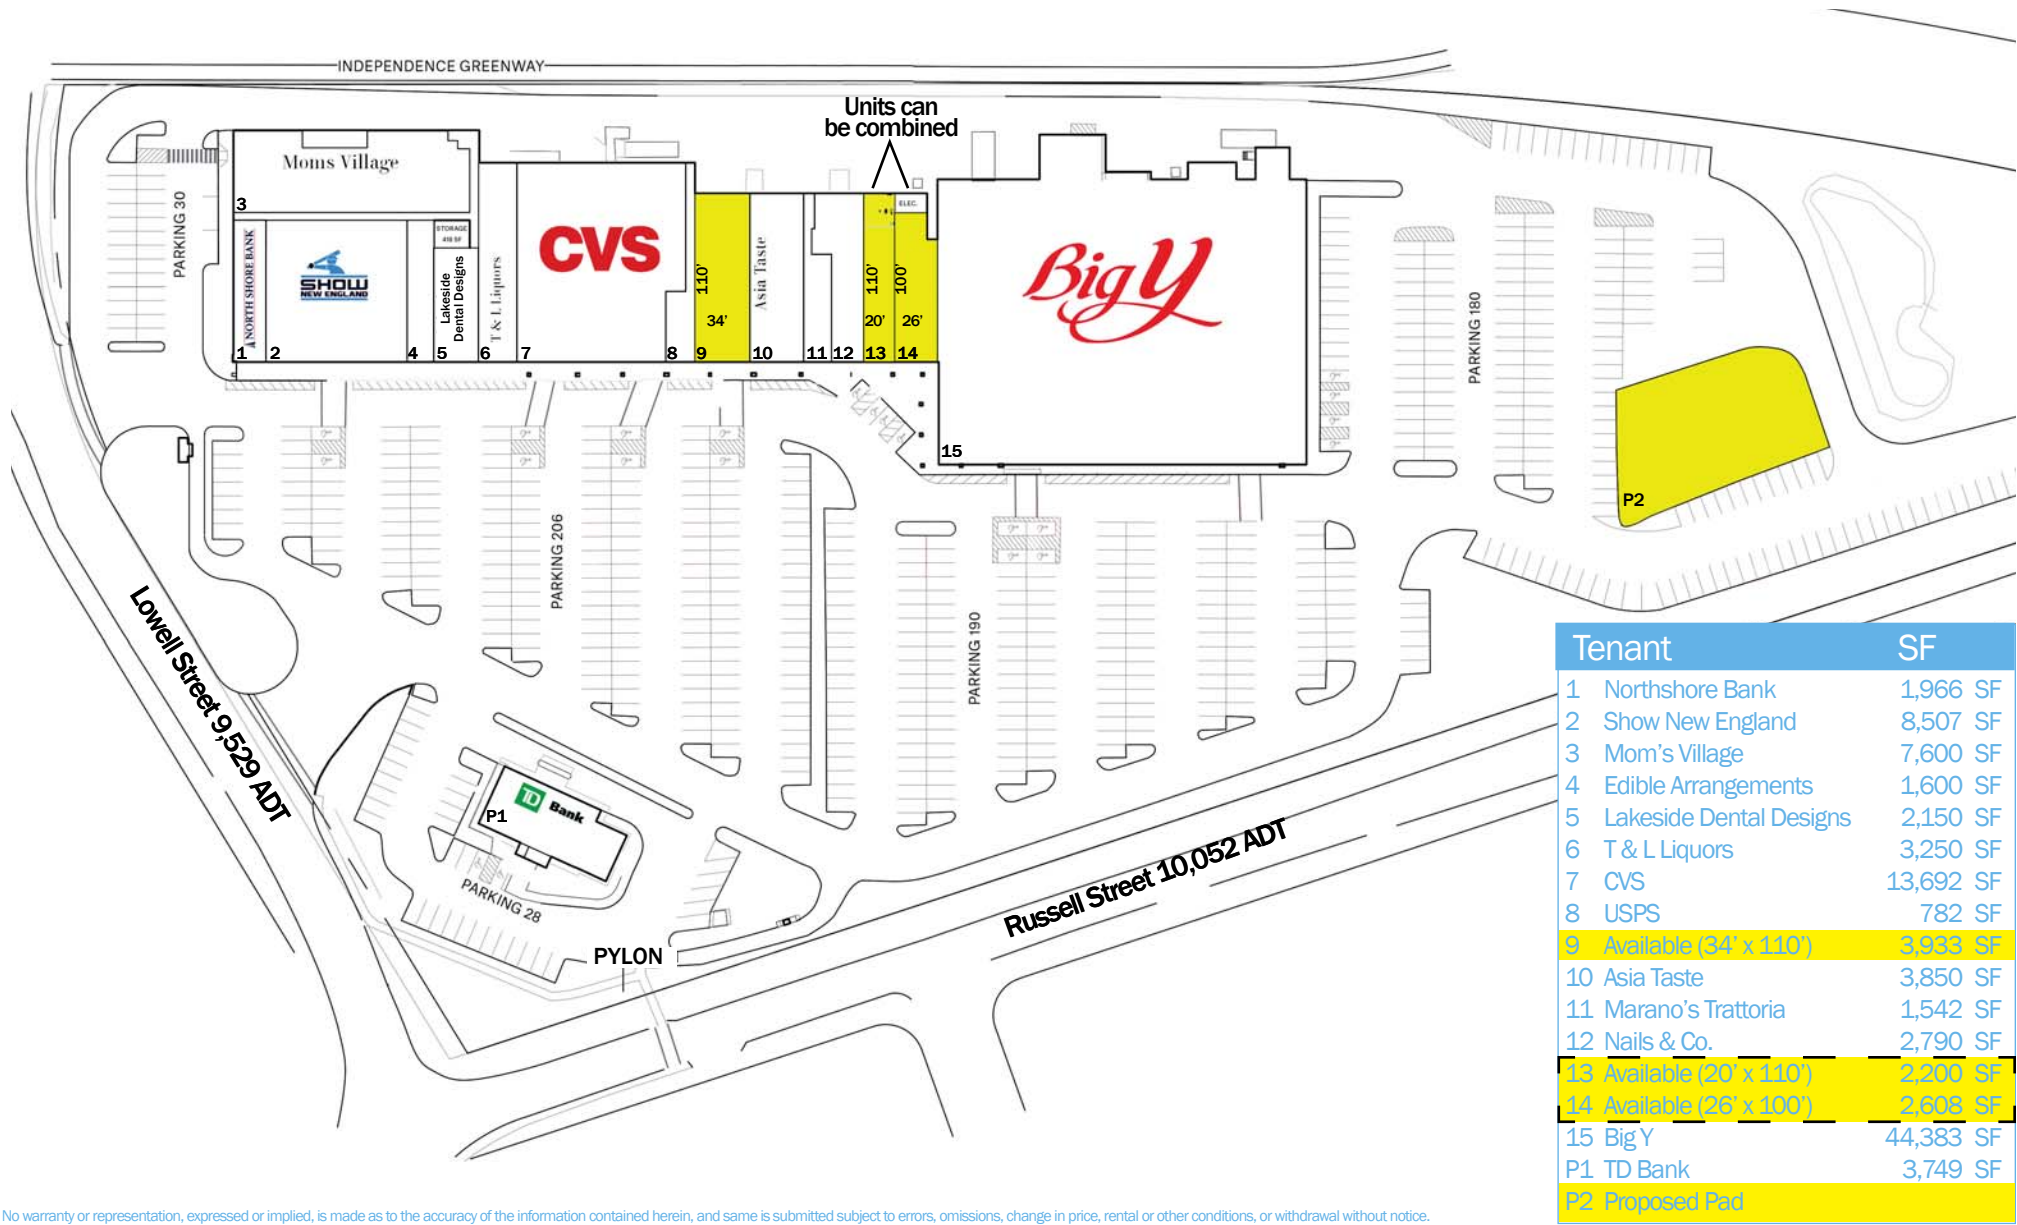 INDEPENDENCE GREENWAY
Units can
be combined
Moms Village
3
PARKING 30
NORTH SHORE BANK
1
SHOW
NEW ENGLAND
2
4
STORAGE
418 SF
Lakeside
Dental Designs
5
T & L Liquors
6
CVS
7
8
110'
34'
9
Asia Taste
10
11
12
110'
20'
13
ELEC.
100'
26'
14
Big Y
15
PARKING 180
P2
PARKING 206
PARKING 190
Lowell Street 9,529 ADT
P1
TD Bank
PARKING 28
PYLON
Russell Street 10,052 ADT
Tenant SF
1 Northshore Bank 1,966 SF
2 Show New England 8,507 SF
3 Mom's Village 7,600 SF
4 Edible Arrangements 1,600 SF
5 Lakeside Dental Designs 2,150 SF
6 T & L Liquors 3,250 SF
7 CVS 13,692 SF
8 USPS 782 SF
9 Available (34' x 110') 3,933 SF
10 Asia Taste 3,850 SF
11 Marano's Trattoria 1,542 SF
12 Nails & Co. 2,790 SF
13 Available (20' x 110') 2,200 SF
14 Available (26' x 100') 2,608 SF
15 Big Y 44,383 SF
P1 TD Bank 3,749 SF
P2 Proposed Pad
No warranty or representation, expressed or implied, is made as to the accuracy of the information contained herein, and same is submitted subject to errors, omissions, change in price, rental or other conditions, or withdrawal without notice.